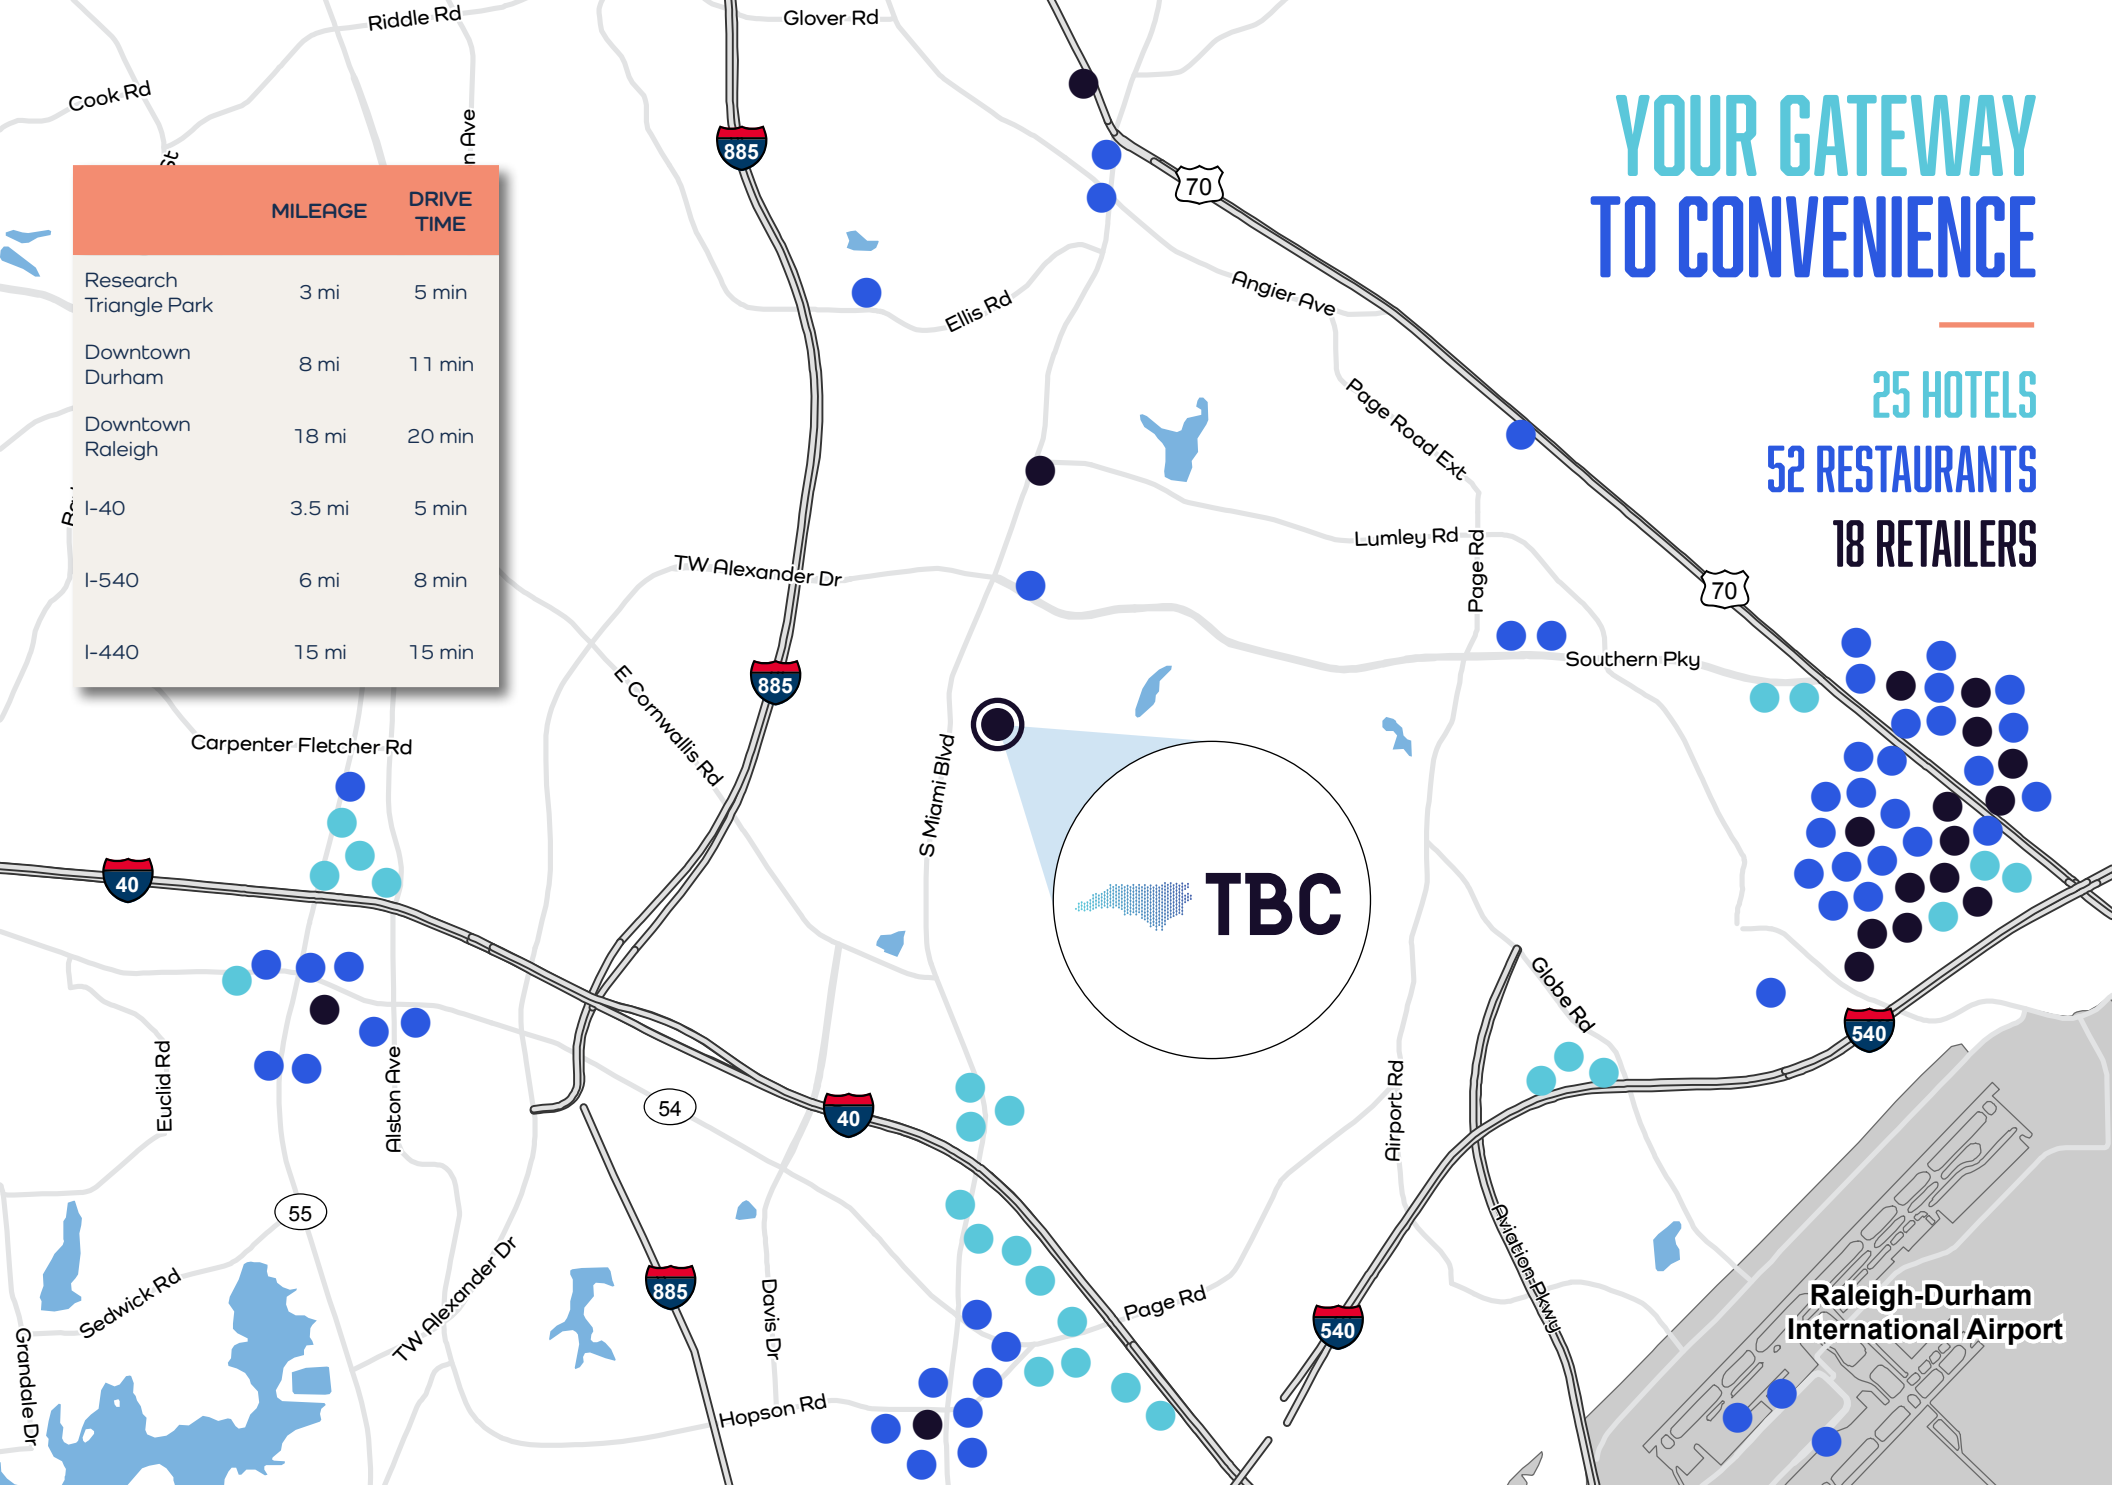 Riddle Rd
Glover Rd
Cook Rd
St
n Ave
885
70
YOUR GATEWAY
TO CONVENIENCE
25 HOTELS
52 RESTAURANTS
18 RETAILERS
MILEAGE
DRIVE
TIME
Research
Triangle Park
3 mi
5 min
Downtown
Durham
8 mi
11 min
Downtown
Raleigh
18 mi
20 min
I-40
3.5 mi
5 min
I-540
6 mi
8 min
I-440
15 mi
15 min
Ellis Rd
Angier Ave
Page Road Ext
Lumley Rd
Page Rd
TW Alexander Dr
70
Southern Pky
885
E Cornwallis Rd
Carpenter Fletcher Rd
S Miami Blvd
40
TBC
Globe Rd
540
Euclid Rd
Alston Ave
54
40
Airport Rd
55
Aviation Pkwy
Sedwick Rd
TW Alexander Dr
885
Davis Dr
Page Rd
540
Raleigh-Durham
International Airport
Grandale Dr
Hopson Rd